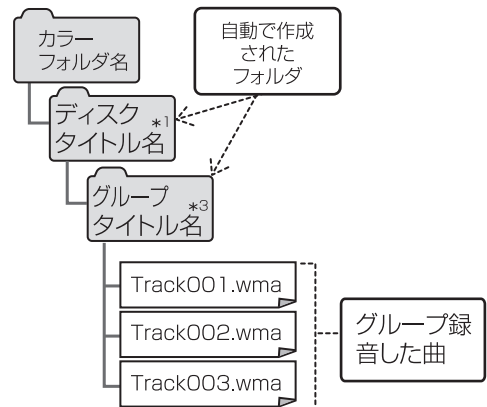 カラー
フォルダ名
自動で作成
された
フォルダ
ディスク
タイトル名 *1
グループ
タイトル名 *3
Track001.wma
Track002.wma
Track003.wma
グループ録
音した曲